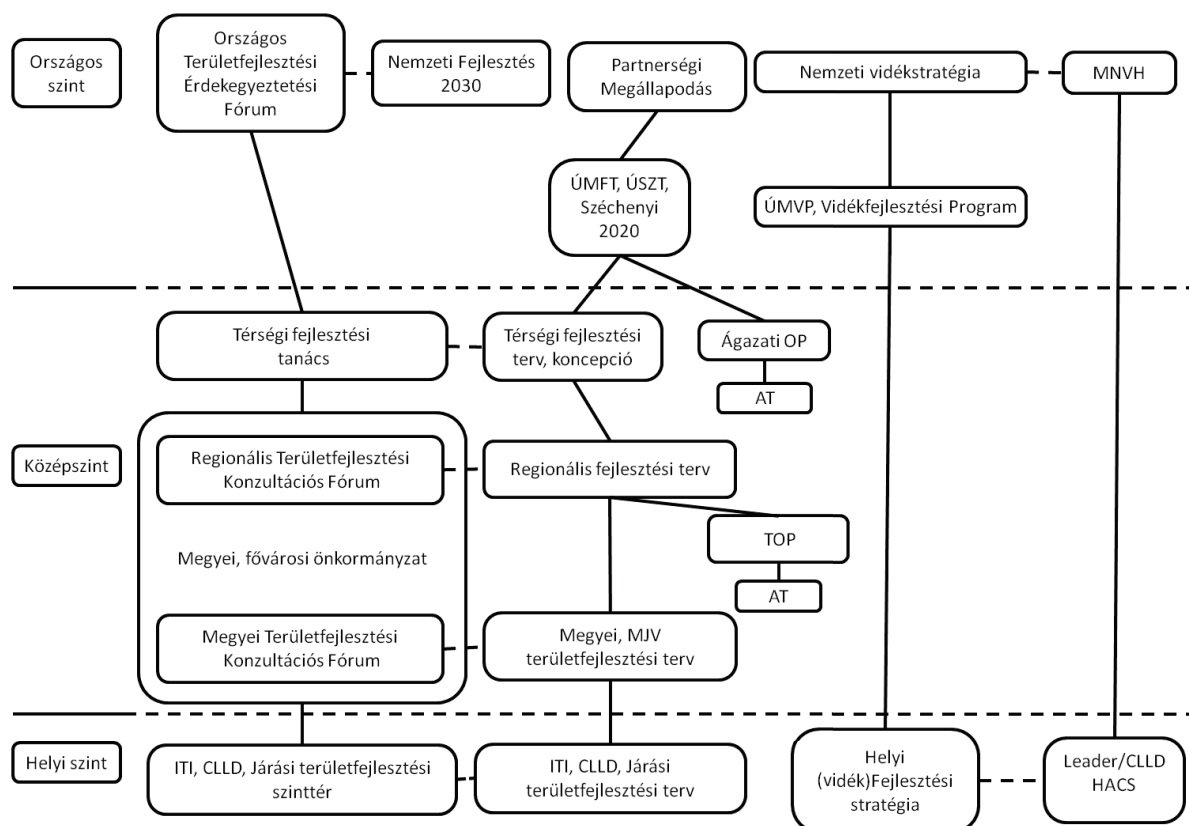 Országos
szint
Országos
Területfejlesztési
Érdekegyeztetési
Fórum
Nemzeti Fejlesztés
2030
Partnerségi
Megállapodás
Nemzeti vidékstratégia
MNVH
ÚMFT, ÚSZT,
Széchenyi
2020
ÚMVP, Vidékfejlesztési Program
Térségi fejlesztési
tanács
Térségi fejlesztési
terv, koncepció
Ágazati OP
AT
Középszint
Regionális Területfejlesztési
Konzultációs Fórum
Regionális fejlesztési terv
TOP
Megyei, fővárosi önkormányzat
AT
Megyei Területfejlesztési
Konzultációs Fórum
Megyei, MJV
területfejlesztési terv
Helyi szint
ITI, CLLD, Járási területfejlesztési
szinttér
ITI, CLLD, Járási
területfejlesztési terv
Helyi
(vidék)Fejlesztési
stratégia
Leader/CLLD
HACS